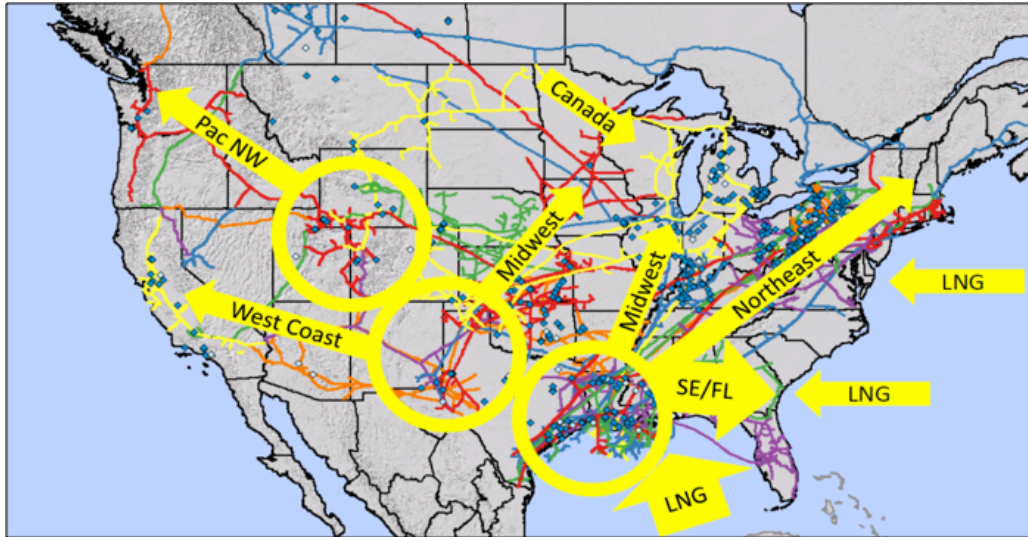 Canada
Pac NW
Midwest
Midwest
Northeast
LNG
West Coast
SE/FL
LNG
LNG